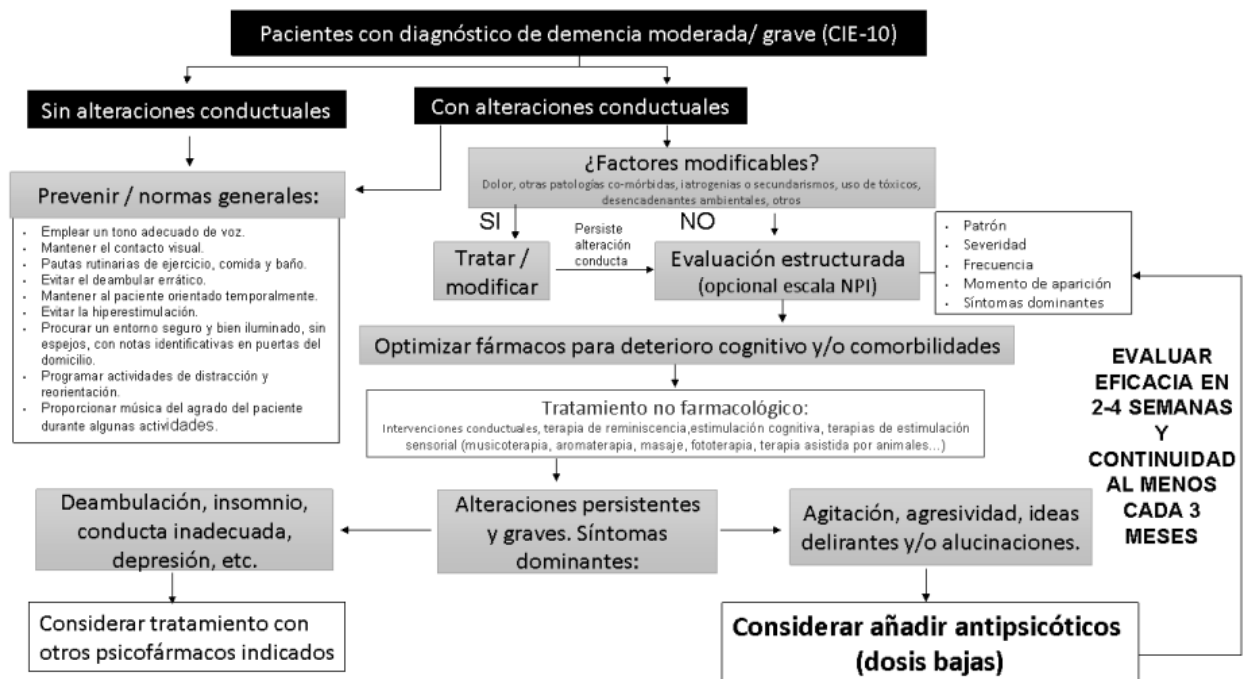 Pacientes con diagnóstico de demencia moderada/ grave (CIE-10)
Sin alteraciones conductuales
Con alteraciones conductuales
¿Factores modificables?
Dolor, otras patologías co-mórbidas, iatrogenias o secundarismos, uso de tóxicos,
desencadenantes ambientales, otros
Prevenir / normas generales:
• Emplear un tono adecuado de voz.
• Mantener el contacto visual.
• Pautas rutinarias de ejercicio, comida y baño.
• Evitar el deambular errático.
• Mantener al paciente orientado temporalmente.
• Evitar la hiperestimulación.
• Procurar un entorno seguro y bien iluminado, sin
espejos, con notas identificativas en puertas del
domicilio.
• Programar actividades de distracción y
reorientación.
• Proporcionar música del agrado del paciente
durante algunas actividades.
SI
NO
Tratar /
modificar
Persiste
alteración
conducta
Evaluación estructurada
(opcional escala NPI)
• Patrón
• Severidad
• Frecuencia
• Momento de aparición
• Síntomas dominantes
Optimizar fármacos para deterioro cognitivo y/o comorbilidades
Tratamiento no farmacológico:
Intervenciones conductuales, terapia de reminiscencia,estimulación cognitiva, terapias de estimulación
sensorial (musicoterapia, aromaterapia, masaje, fototerapia, terapia asistida por animales...)
EVALUAR
EFICACIA EN
2-4 SEMANAS
Y
CONTINUIDAD
AL MENOS
CADA 3
MESES
Deambulación, insomnio,
conducta inadecuada,
depresión, etc.
Alteraciones persistentes
y graves. Síntomas
dominantes:
Agitación, agresividad, ideas
delirantes y/o alucinaciones.
Considerar tratamiento con
otros psicofármacos indicados
Considerar añadir antipsicóticos
(dosis bajas)